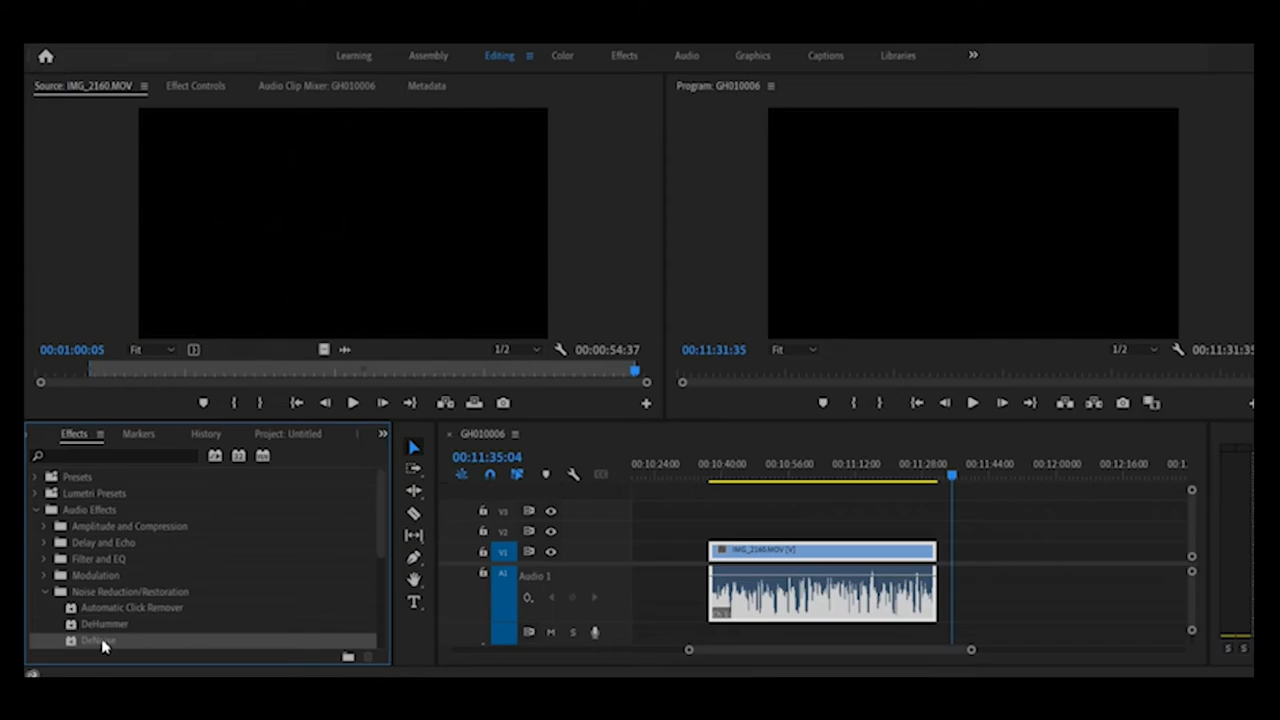 Learning Assembly Editing Color Effects Audio Graphics Captions Libraries
Source: IMG_2160.MOV Effect Controls Audio Clip Mixer: GH010006 Metadata
Program: GH010006
00:01:00:05 Fit 1/2 00:00:54:37
00:11:31:35 Fit 1/2 00:11:31:35
Effects Markers History Project: Untitled
Presets
Lumetri Presets
Audio Effects
Amplitude and Compression
Delay and Echo
Filter and EQ
Modulation
Noise Reduction/Restoration
Automatic Click Remover
DeHummer
DeNoise
GH010006
00:11:35:04
00:10:24:00 00:10:40:00 00:10:56:00 00:11:12:00 00:11:28:00 00:11:44:00 00:12:00:00 00:12:16:00 00:1
V3
V2
V1 IMG_2160.MOV [V]
A1 Audio 1
M S
S S